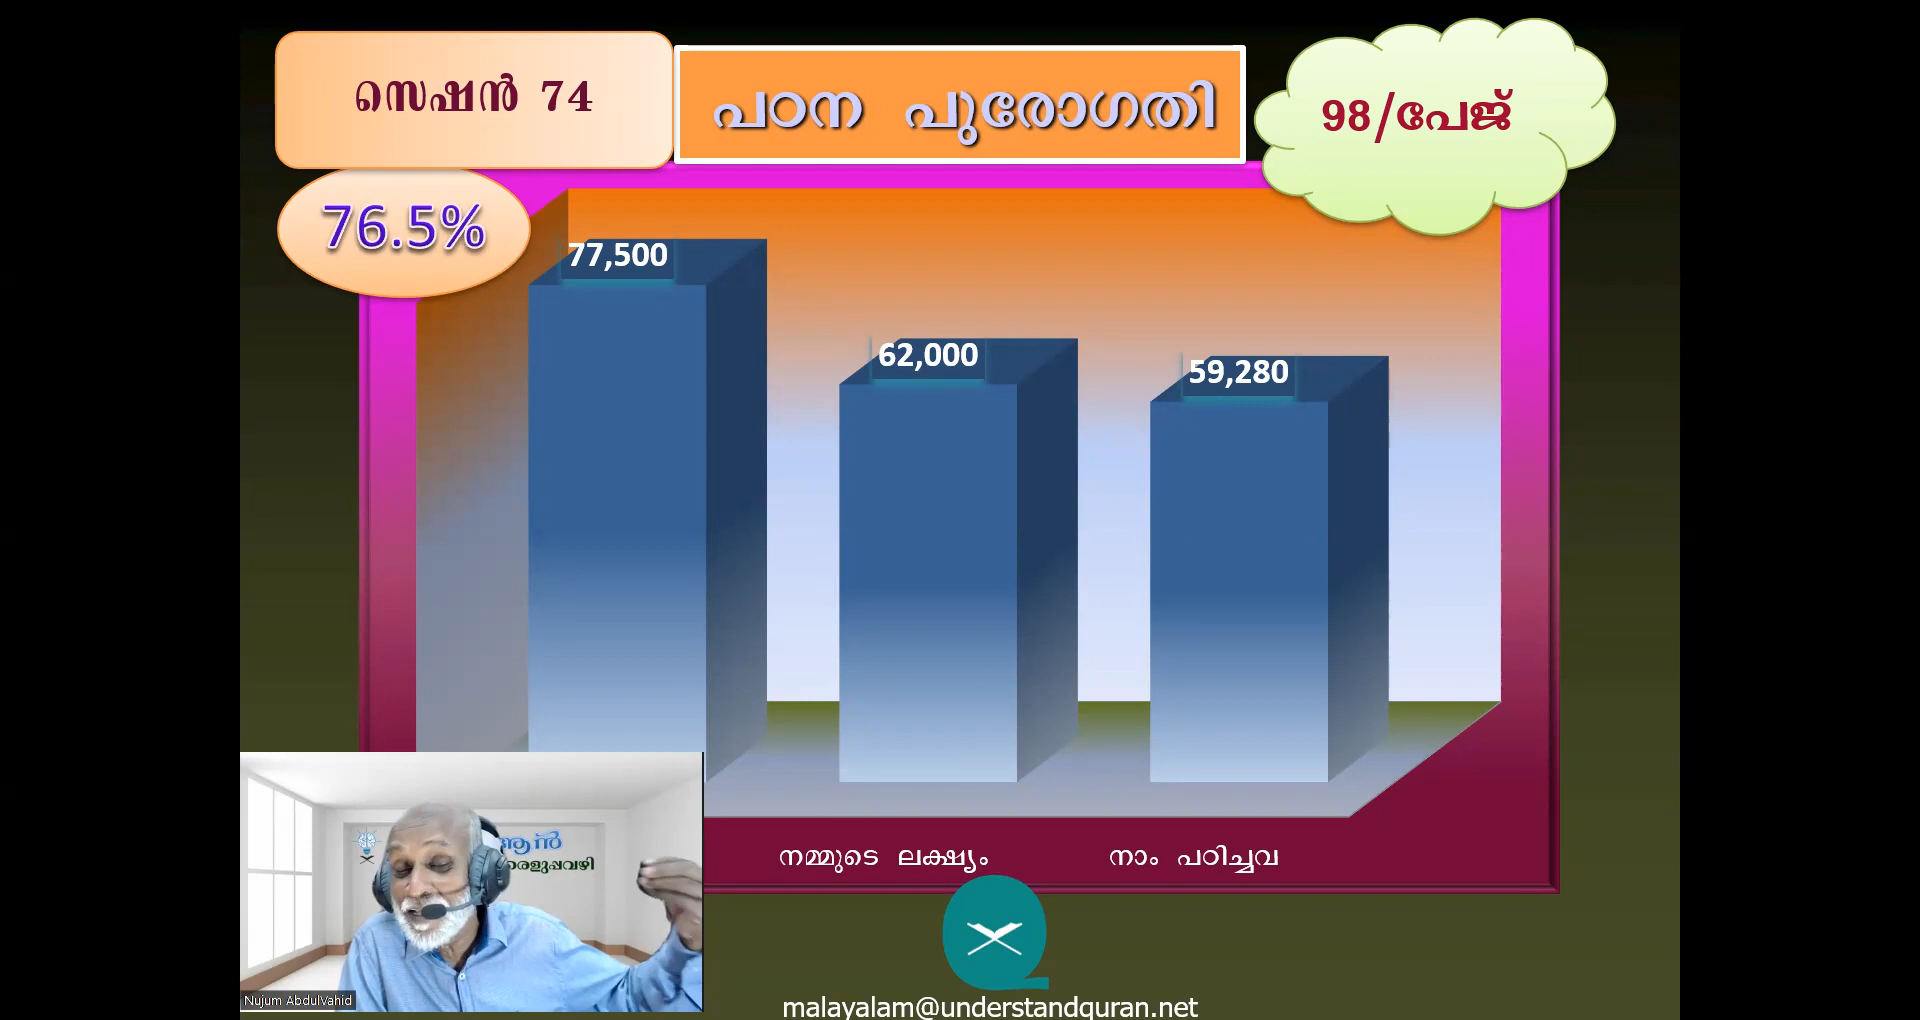 സെഷൻ 74
പഠന പുരോഗതി
98/പേജ്
76.5%
77,500
62,000
59,280
നമ്മുടെ ലക്ഷ്യം
നാം പഠിച്ചവ
Nujum AbdulVahid
malayalam@understandquran.net